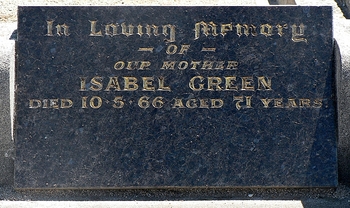 In Loving Memory
– OF –
OUR MOTHER
ISABEL GREEN
DIED 10·5·66 AGED 71 YEARS